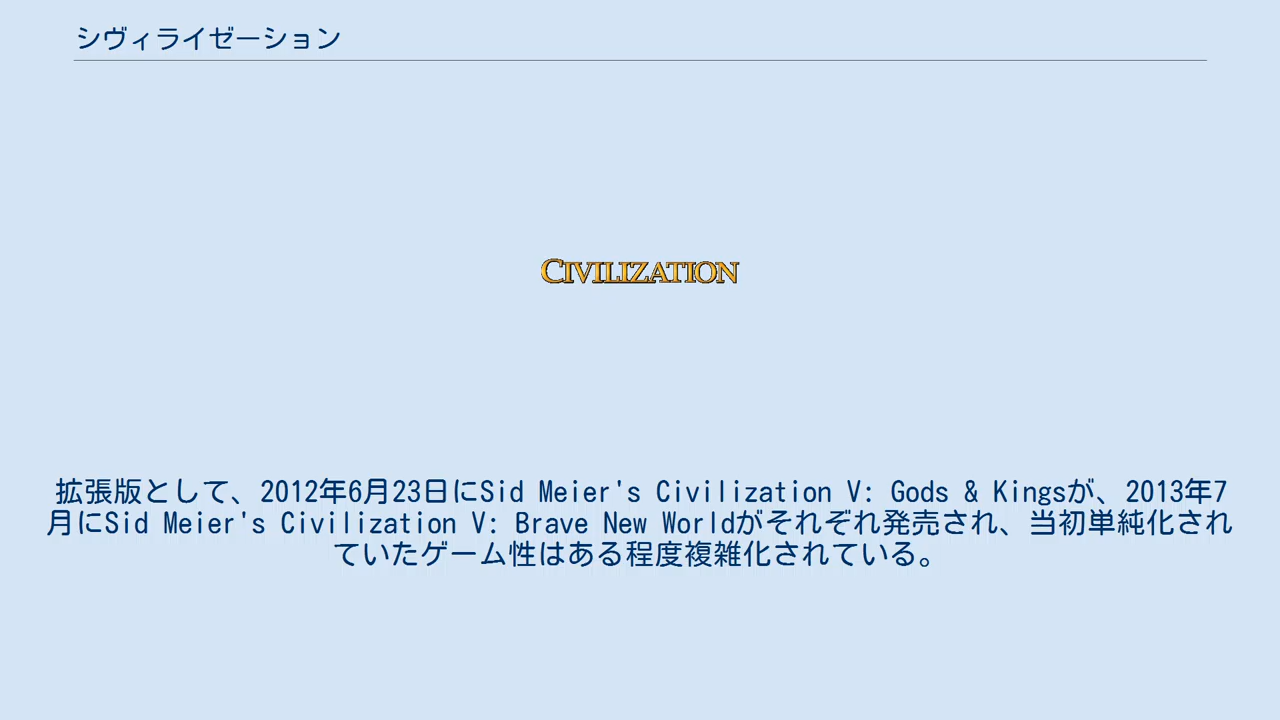 シヴィライゼーション
CIVILIZATION
拡張版として、2012年6月23日にSid Meier's Civilization V: Gods & Kingsが、2013年7
月にSid Meier's Civilization V: Brave New Worldがそれぞれ発売され、当初単純化され
ていたゲーム性はある程度複雑化されている。